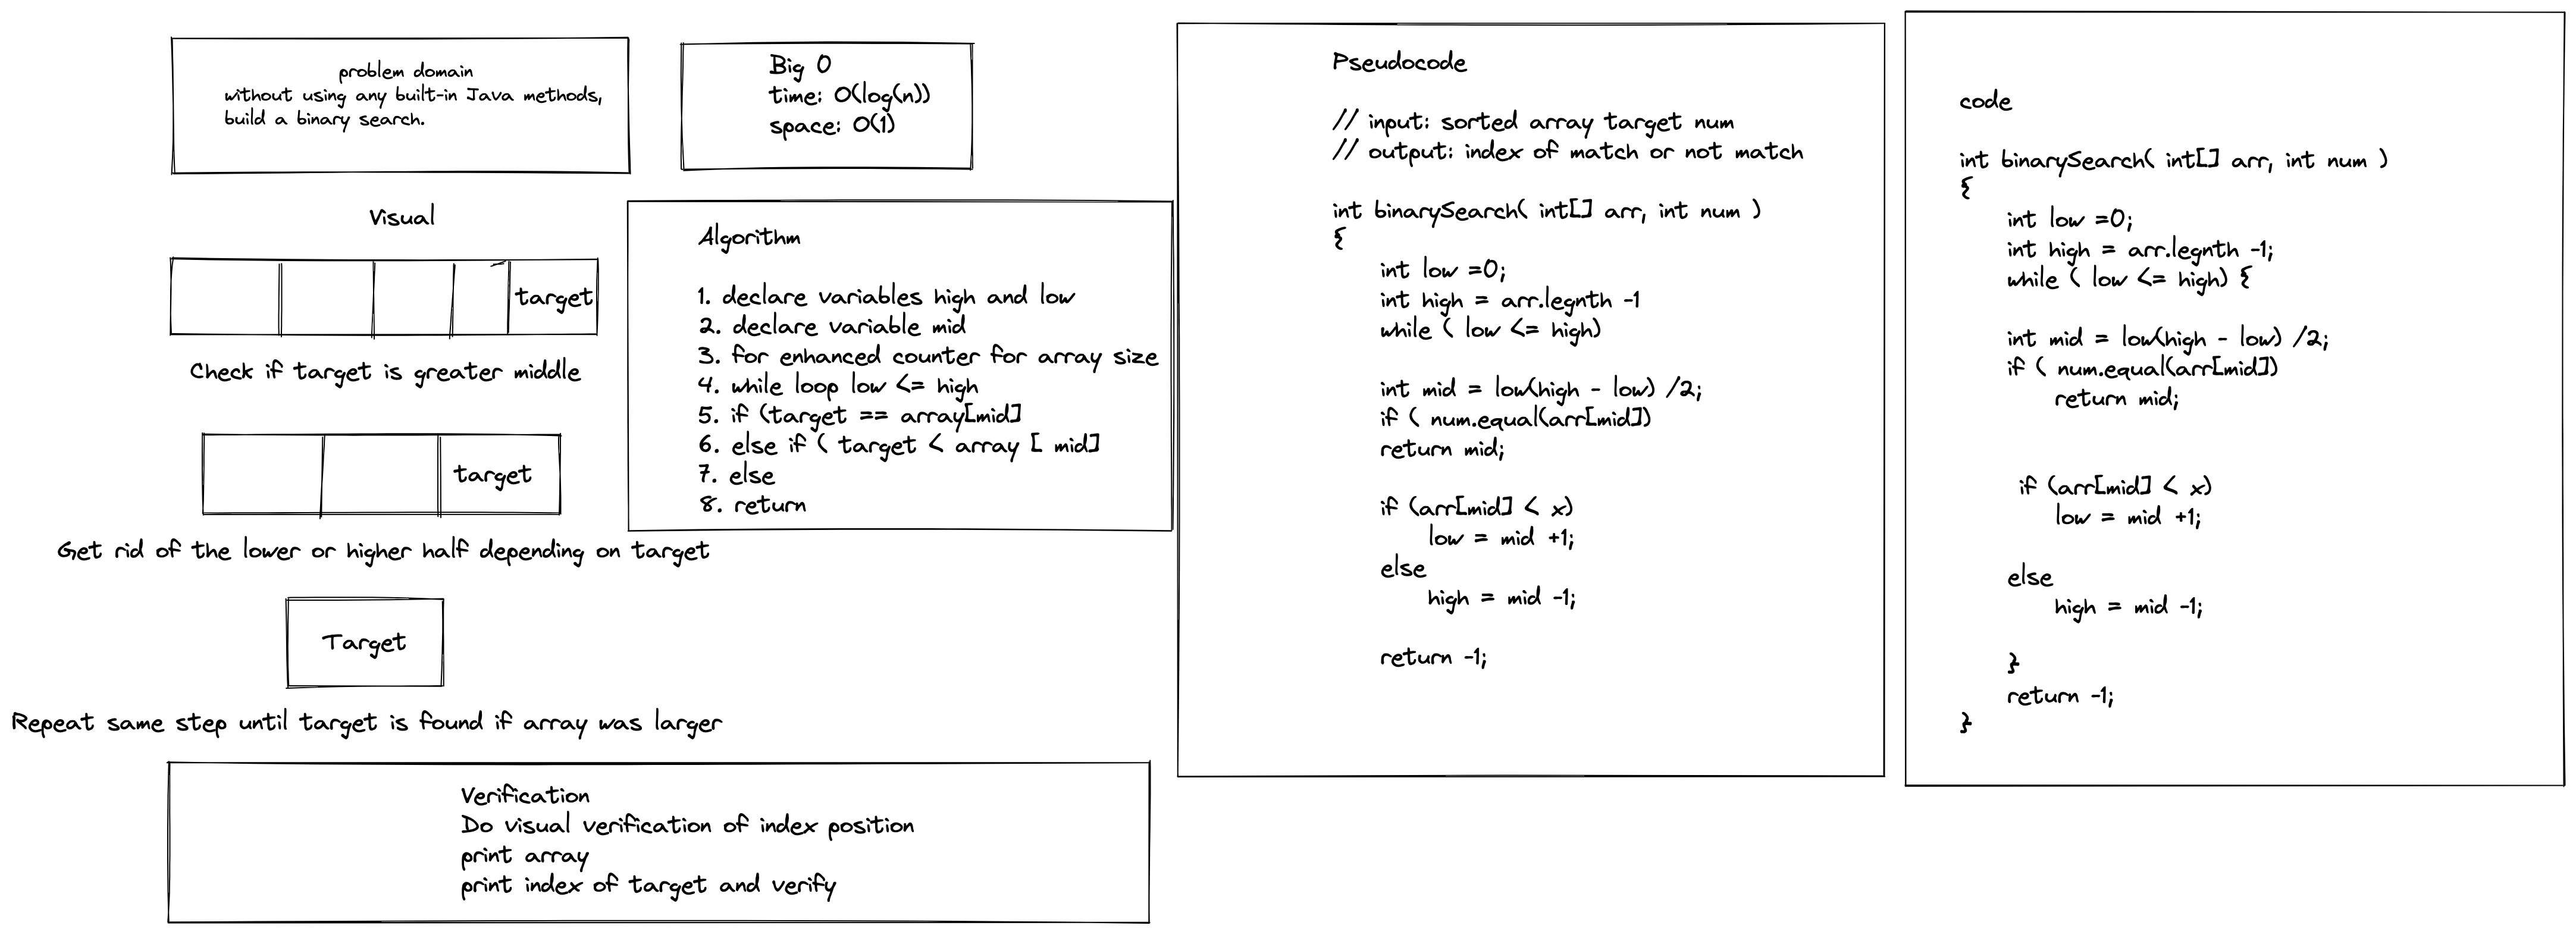 problem domain
without using any built-in Java methods,
build a binary search.
Big O
time: O(log(n))
space: O(1)
Visual
target
Check if target is greater middle
target
Get rid of the lower or higher half depending on target
Target
Repeat same step until target is found if array was larger
Algorithm
1. declare variables high and low
2. declare variable mid
3. for enhanced counter for array size
4. while loop low <= high
5. if (target == array[mid]
6. else if ( target < array [ mid]
7. else
8. return
Verification
Do visual verification of index position
print array
print index of target and verify
Pseudocode
// input: sorted array target num
// output: index of match or not match
int binarySearch( int[] arr, int num )
{
int low =0;
int high = arr.legnth -1
while ( low <= high)
int mid = low(high - low) /2;
if ( num.equal(arr[mid])
return mid;
if (arr[mid] < x)
low = mid +1;
else
high = mid -1;
return -1;
code
int binarySearch( int[] arr, int num )
{
int low =0;
int high = arr.legnth -1;
while ( low <= high) {
int mid = low(high - low) /2;
if ( num.equal(arr[mid])
return mid;
if (arr[mid] < x)
low = mid +1;
else
high = mid -1;
}
return -1;
}